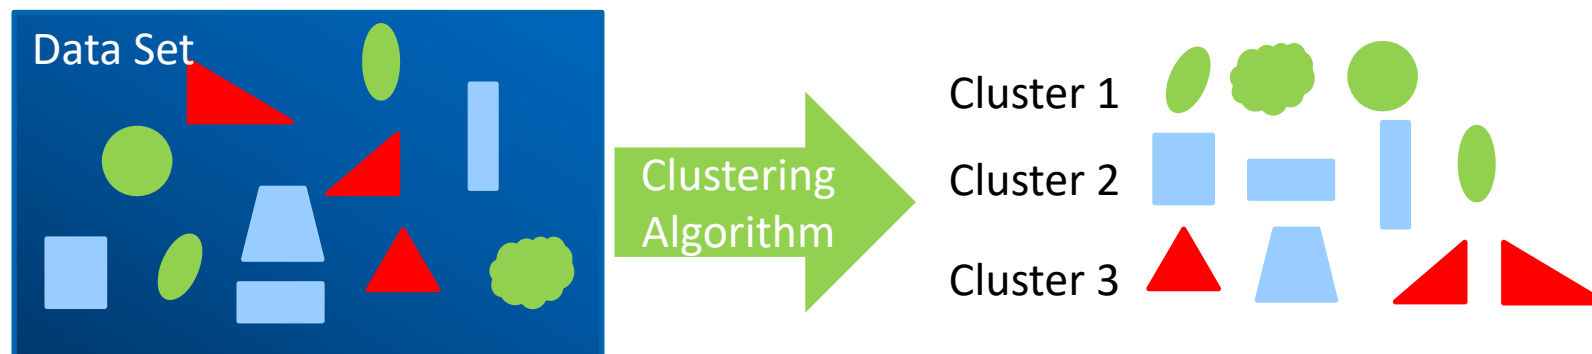 Data Set
Clustering
Algorithm
Cluster 1
Cluster 2
Cluster 3